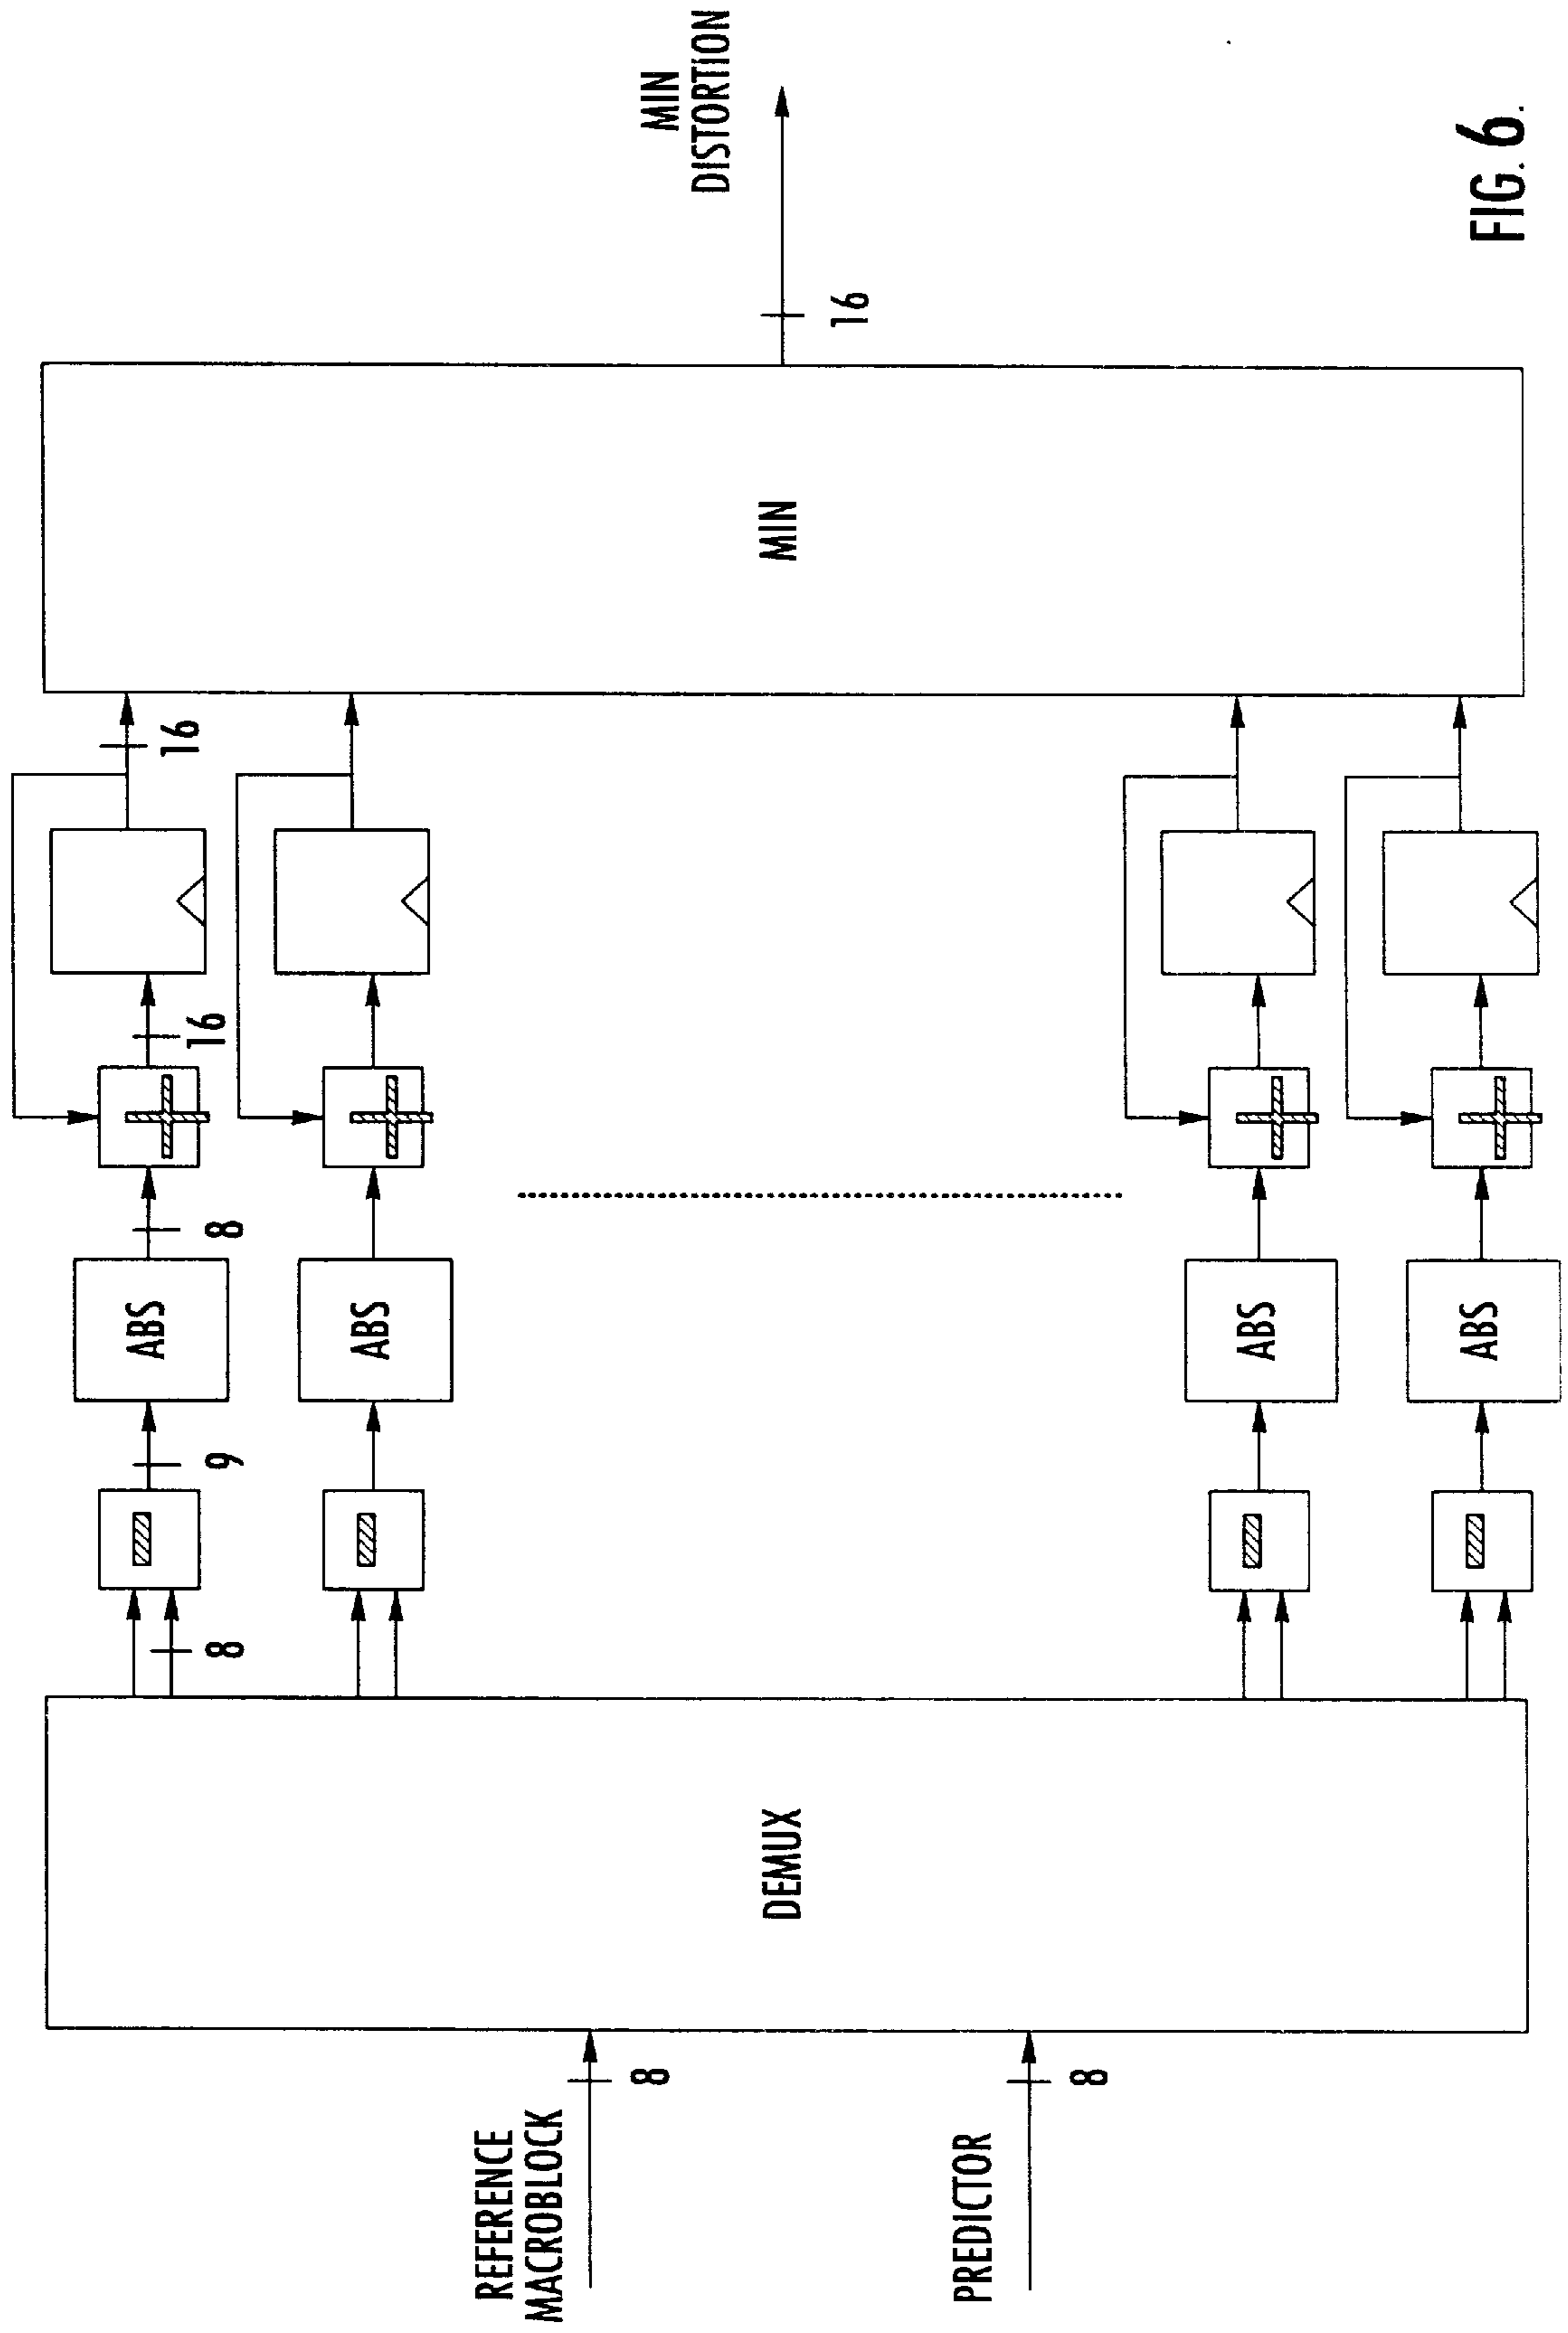 REFERENCE
MACROBLOCK
8
PREDICTOR
8
DEMUX
8
9
ABS
8
16
16
ABS
ABS
ABS
MIN
16
MIN
DISTORTION
FIG. 6.